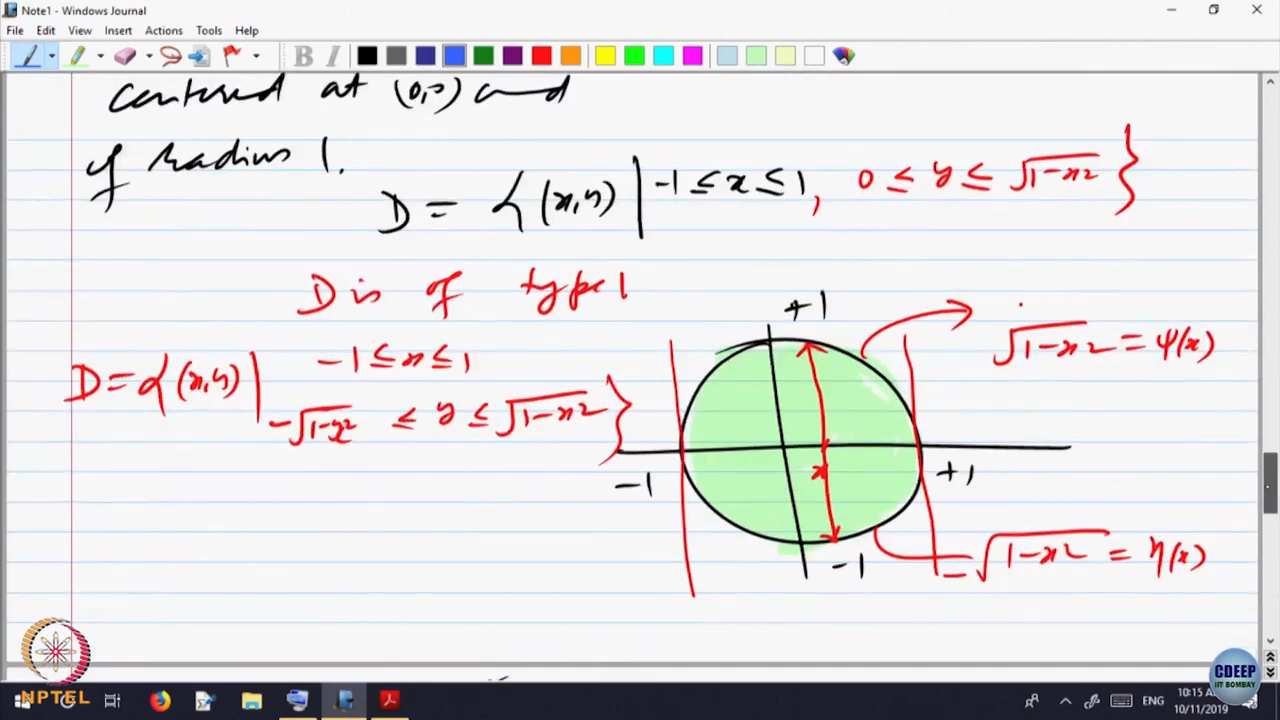 Note1 - Windows Journal
File Edit View Insert Actions Tools Help
B I
centered at (0,0) and
of radius 1.
D = {(x,y) | -1 ≤ x ≤ 1, 0 ≤ y ≤ √1-x2 }
D is of type 1
+1
√1-x2 = ψ(x)
D = {(x,y) | -1 ≤ x ≤ 1
-√1-x2 ≤ y ≤ √1-x2 }
x
-1
+1
-1
-√1-x2 = η(x)
NPTEL
CDEEP
IIT BOMBAY
ENG
10:15 A
10/11/2019